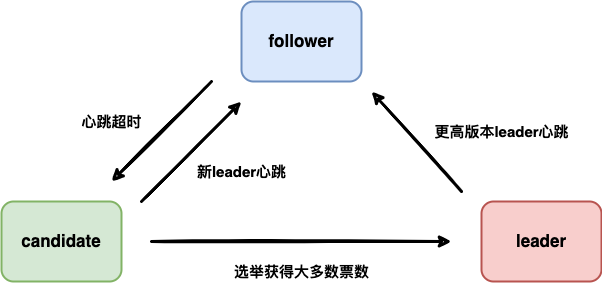 follower
心跳超时
更高版本leader心跳
新leader心跳
candidate
leader
选举获得大多数票数